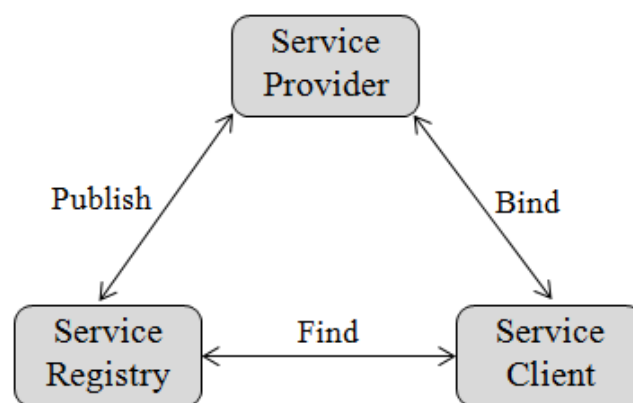 Service
Provider
Publish
Bind
Service
Registry
Find
Service
Client